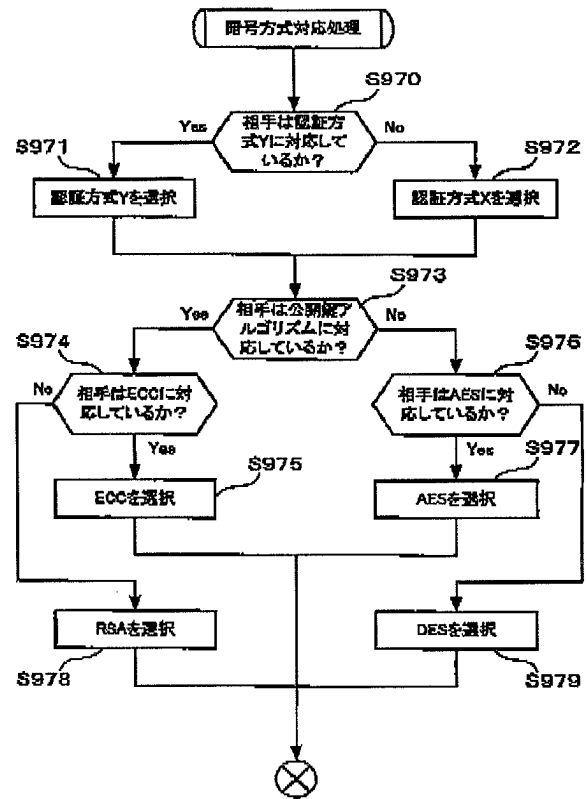 暗号方式対応処理
S970
相手は認証方
式Yに対応して
いるか？
Yes
No
S971
S972
認証方式Yを選択
認証方式Xを選択
S973
相手は公開鍵ア
ルゴリズムに対
応しているか？
Yes
No
S974
S976
相手はECCに対
応しているか？
相手はAESに対
応しているか？
No
No
Yes
Yes
S975
S977
ECCを選択
AESを選択
RSAを選択
DESを選択
S978
S979